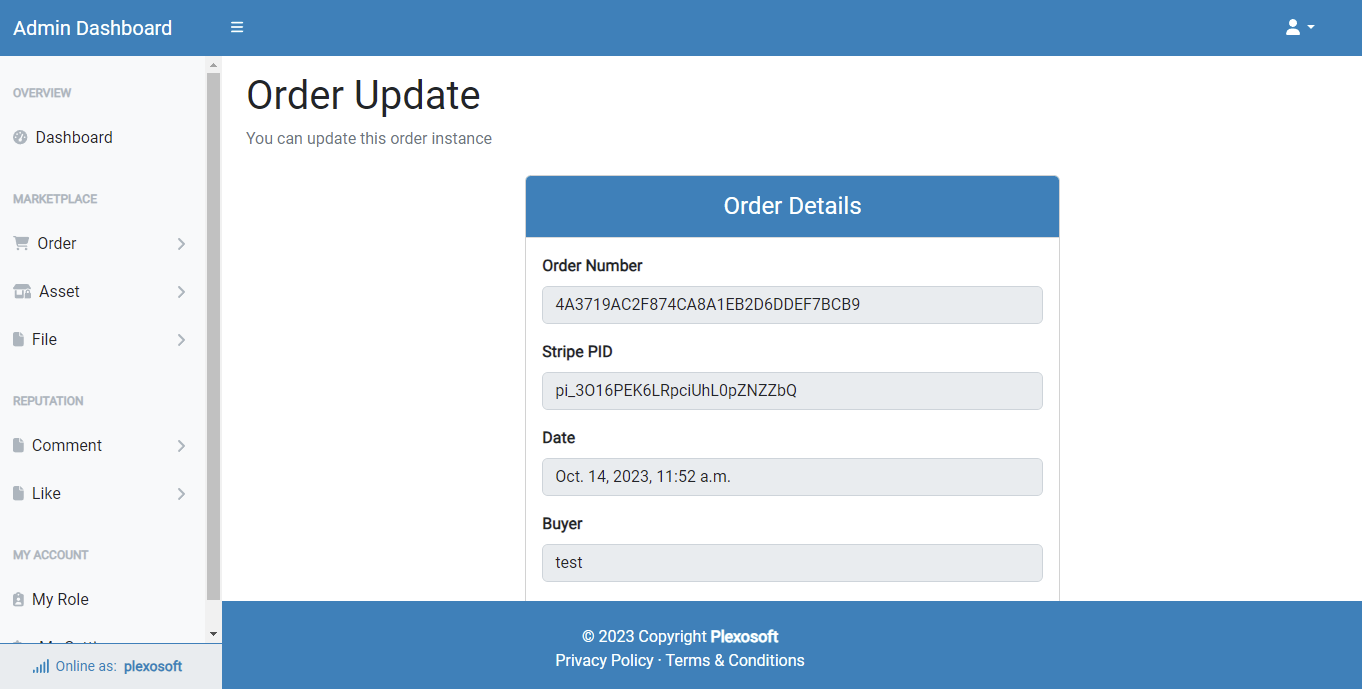 Admin Dashboard
OVERVIEW
Dashboard
MARKETPLACE
Order
Asset
File
REPUTATION
Comment
Like
MY ACCOUNT
My Role
Online as: plexosoft
Order Update
You can update this order instance
Order Details
Order Number
4A3719AC2F874CA8A1EB2D6DDEF7BCB9
Stripe PID
pi_3O16PEK6LRpciUhL0pZNZZbQ
Date
Oct. 14, 2023, 11:52 a.m.
Buyer
test
© 2023 Copyright Plexosoft
Privacy Policy · Terms & Conditions